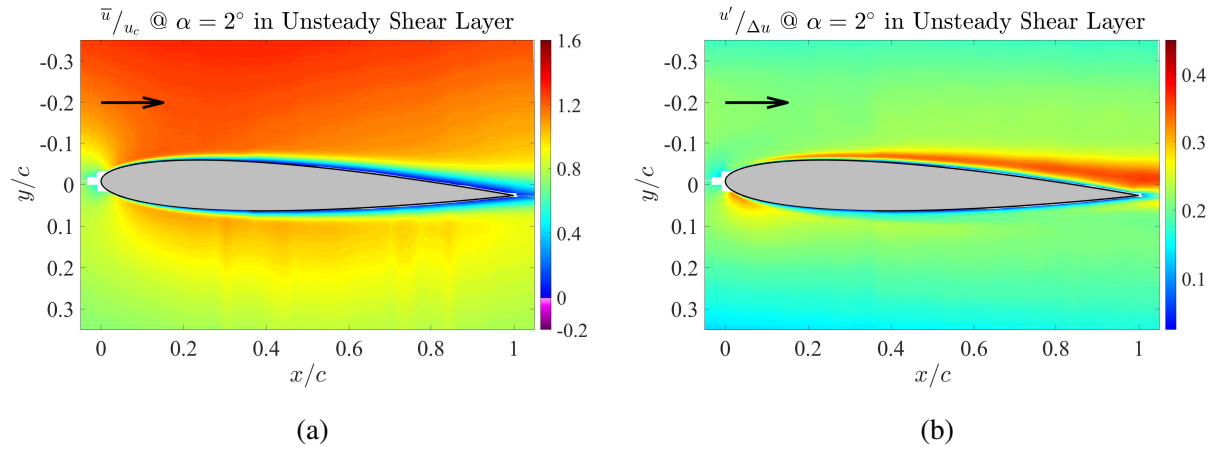 u̅/u_c @ α = 2° in Unsteady Shear Layer
-0.3
-0.2
-0.1
0
0.1
0.2
0.3
y/c
0 0.2 0.4 0.6 0.8 1
x/c
1.6
1.2
0.8
0.4
0
-0.2
(a)
u′/Δu @ α = 2° in Unsteady Shear Layer
-0.3
-0.2
-0.1
0
0.1
0.2
0.3
y/c
0 0.2 0.4 0.6 0.8 1
x/c
0.4
0.3
0.2
0.1
(b)